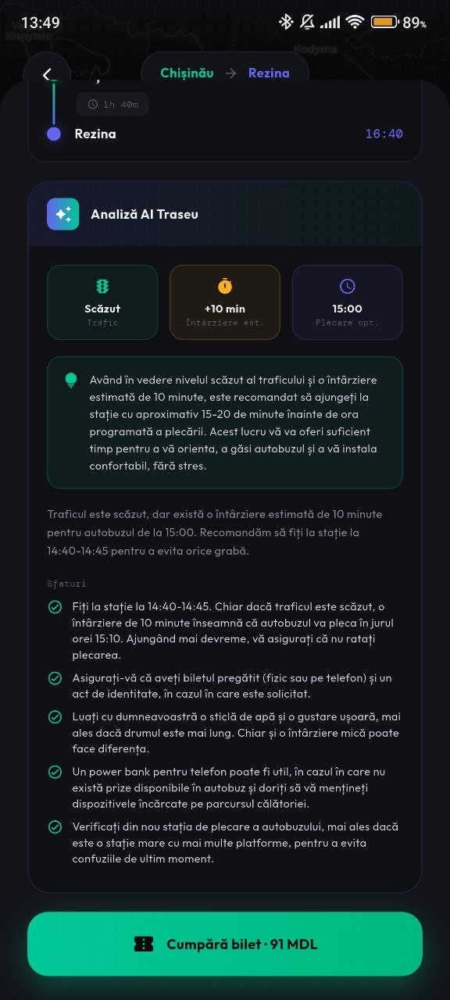 13:49
89%
Kisnytsia
Kodyma
Chișinău → Rezina
1h 40m
Rezina
16:40
Analiză AI Traseu
Scăzut
Trafic
+10 min
Întârziere est.
15:00
Plecare opt.
Având în vedere nivelul scăzut al traficului și o întârziere
estimată de 10 minute, este recomandat să ajungeți la
stație cu aproximativ 15-20 de minute înainte de ora
programată a plecării. Acest lucru vă va oferi suficient
timp pentru a vă orienta, a găsi autobuzul și a vă instala
confortabil, fără stres.
Traficul este scăzut, dar există o întârziere estimată de 10 minute
pentru autobuzul de la 15:00. Recomandăm să fiți la stație la
14:40-14:45 pentru a evita orice grabă.
Sfaturi
Fiți la stație la 14:40-14:45. Chiar dacă traficul este scăzut, o
întârziere de 10 minute înseamnă că autobuzul va pleca în jurul
orei 15:10. Ajungând mai devreme, vă asigurați că nu ratați
plecarea.
Asigurați-vă că aveți biletul pregătit (fizic sau pe telefon) și un
act de identitate, în cazul în care este solicitat.
Luați cu dumneavoastră o sticlă de apă și o gustare ușoară, mai
ales dacă drumul este mai lung. Chiar și o întârziere mică poate
face diferența.
Un power bank pentru telefon poate fi util, în cazul în care nu
există prize disponibile în autobuz și doriți să vă mențineți
dispozitivele încărcate pe parcursul călătoriei.
Verificați din nou stația de plecare a autobuzului, mai ales dacă
este o stație mare cu mai multe platforme, pentru a evita
confuziile de ultim moment.
Cumpără bilet · 91 MDL